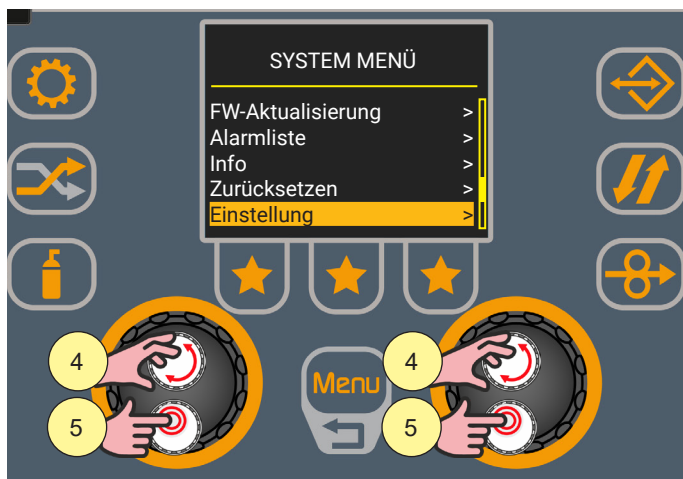 SYSTEM MENÜ
FW-Aktualisierung >
Alarmliste >
Info >
Zurücksetzen >
Einstellung >
4
4
Menu
5
5